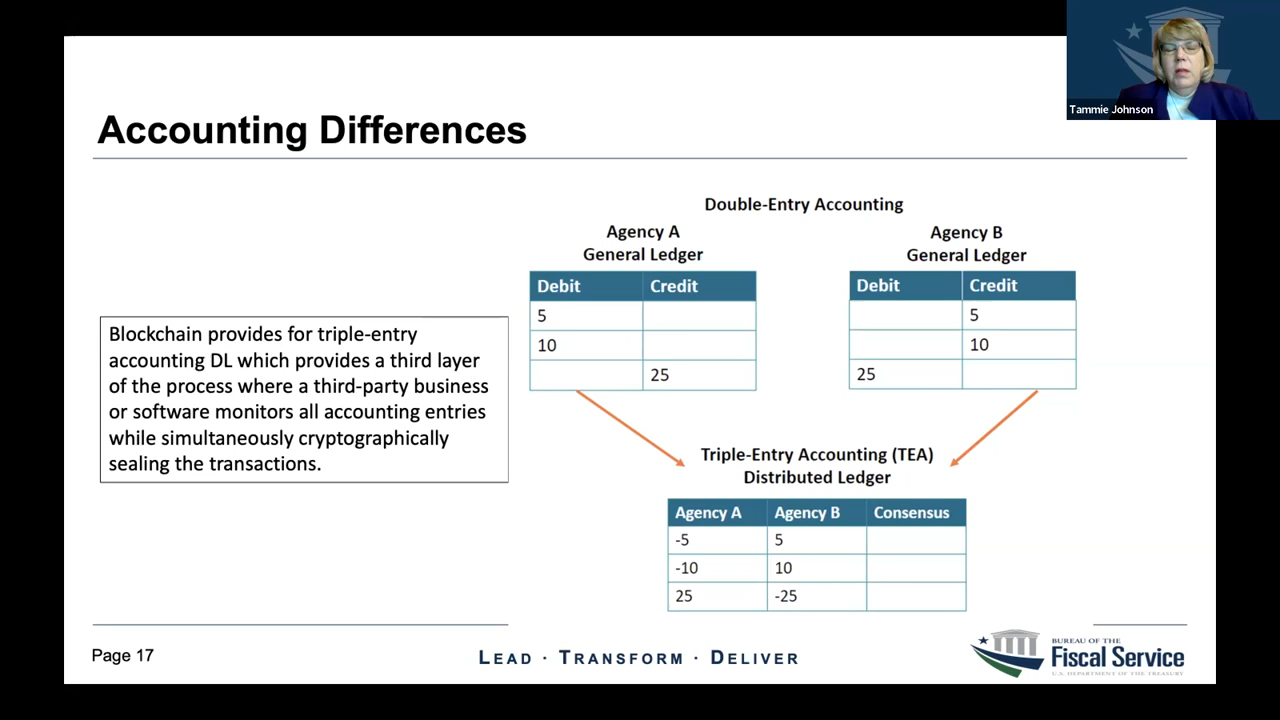 Tammie Johnson
Accounting Differences
Blockchain provides for triple-entry
accounting DL which provides a third layer
of the process where a third-party business
or software monitors all accounting entries
while simultaneously cryptographically
sealing the transactions.
Double-Entry Accounting
Agency A
General Ledger
Debit Credit
5
10
25
Agency B
General Ledger
Debit Credit
5
10
25
Triple-Entry Accounting (TEA)
Distributed Ledger
Agency A Agency B Consensus
-5 5
-10 10
25 -25
Page 17
LEAD · TRANSFORM · DELIVER
BUREAU OF THE
Fiscal Service
U.S. DEPARTMENT OF THE TREASURY